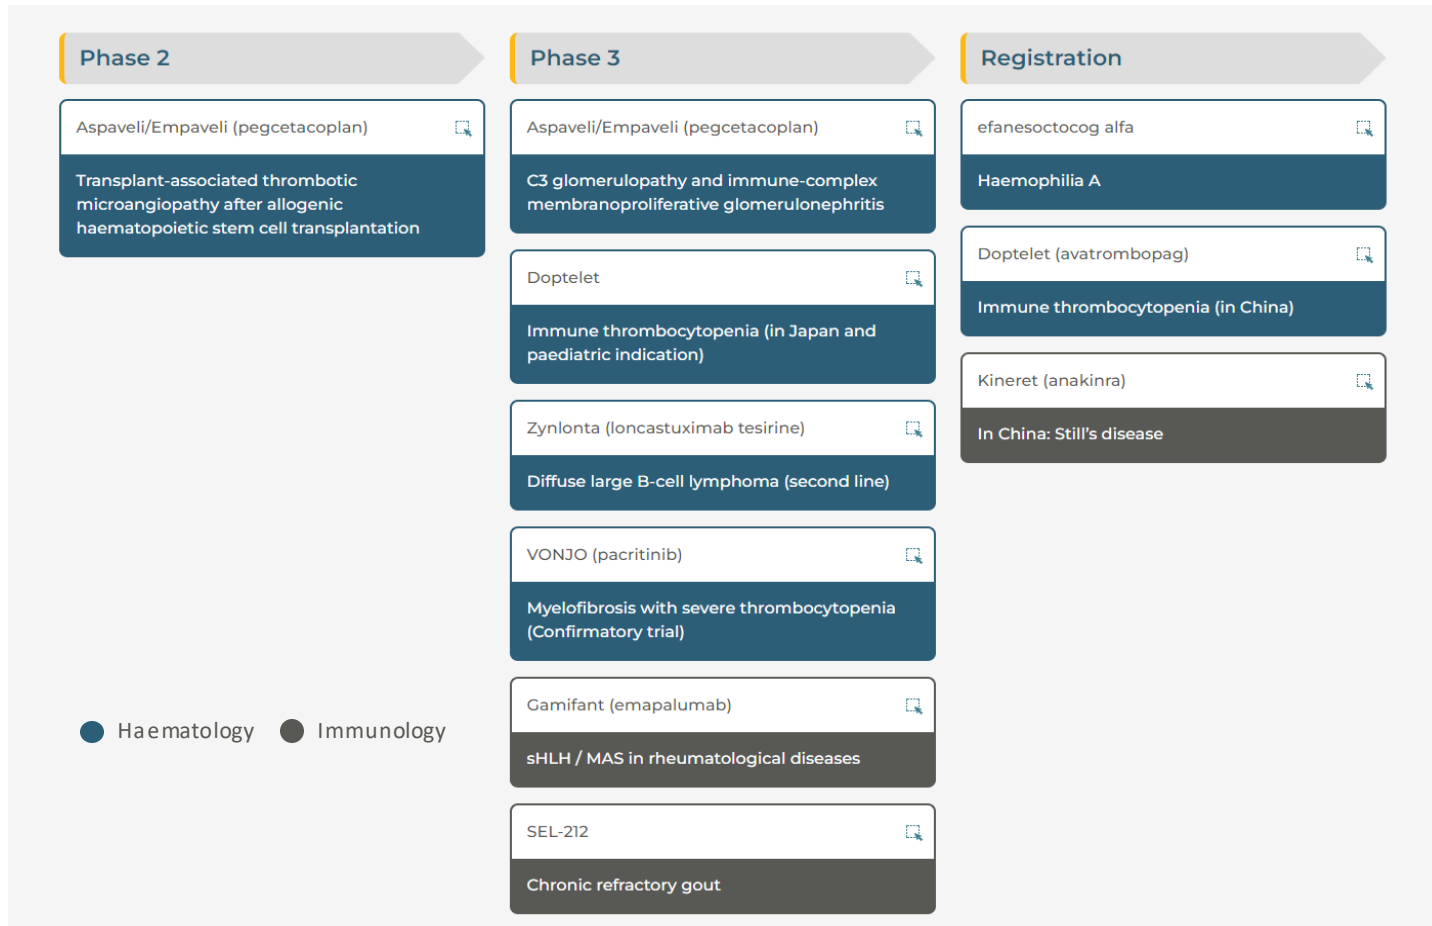 Phase 2
Aspaveli/Empaveli (pegcetacoplan)
Transplant-associated thrombotic
microangiopathy after allogenic
haematopoietic stem cell transplantation
Haematology
Immunology
Phase 3
Aspaveli/Empaveli (pegcetacoplan)
C3 glomerulopathy and immune-complex
membranoproliferative glomerulonephritis
Doptelet
Immune thrombocytopenia (in Japan and
paediatric indication)
Zynlonta (loncastuximab tesirine)
Diffuse large B-cell lymphoma (second line)
VONJO (pacritinib)
Myelofibrosis with severe thrombocytopenia
(Confirmatory trial)
Gamifant (emapalumab)
sHLH / MAS in rheumatological diseases
SEL-212
Chronic refractory gout
Registration
efanesoctocog alfa
Haemophilia A
Doptelet (avatrombopag)
Immune thrombocytopenia (in China)
Kineret (anakinra)
In China: Still's disease